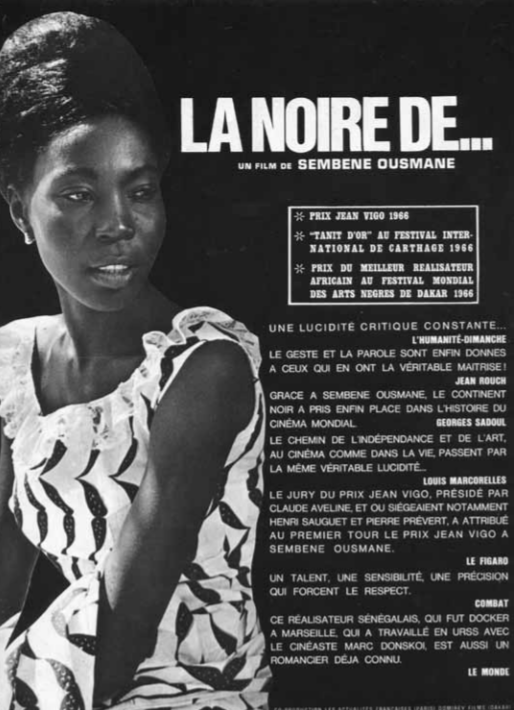 LA NOIRE DE...
UN FILM DE SEMBENE OUSMANE
PRIX JEAN VIGO 1966
"TANIT D'OR" AU FESTIVAL INTER-
NATIONAL DE CARTHAGE 1966
PRIX DU MEILLEUR REALISATEUR
AFRICAIN AU FESTIVAL MONDIAL
DES ARTS NEGRES DE DAKAR 1966
UNE LUCIDITÉ CRITIQUE CONSTANTE...
L'HUMANITÉ-DIMANCHE
LE GESTE ET LA PAROLE SONT ENFIN DONNES
A CEUX QUI EN ONT LA VÉRITABLE MAITRISE!
JEAN ROUCH
GRACE A SEMBENE OUSMANE, LE CONTINENT
NOIR A PRIS ENFIN PLACE DANS L'HISTOIRE DU
CINÉMA MONDIAL. GEORGES SADOUL
LE CHEMIN DE L'INDÉPENDANCE ET DE L'ART,
AU CINÉMA COMME DANS LA VIE, PASSENT PAR
LA MÊME VÉRITABLE LUCIDITÉ...
LOUIS MARCORELLES
LE JURY DU PRIX JEAN VIGO, PRÉSIDÉ PAR
CLAUDE AVELINE, ET OU SIÉGEAIENT NOTAMMENT
HENRI SAUGUET ET PIERRE PRÉVERT, A ATTRIBUÉ
AU PREMIER TOUR LE PRIX JEAN VIGO A
SEMBENE OUSMANE.
LE FIGARO
UN TALENT, UNE SENSIBILITÉ, UNE PRÉCISION
QUI FORCENT LE RESPECT.
COMBAT
CE RÉALISATEUR SÉNÉGALAIS, QUI FUT DOCKER
A MARSEILLE, QUI A TRAVAILLÉ EN URSS AVEC
LE CINÉASTE MARC DONSKOI, EST AUSSI UN
ROMANCIER DÉJA CONNU.
LE MONDE